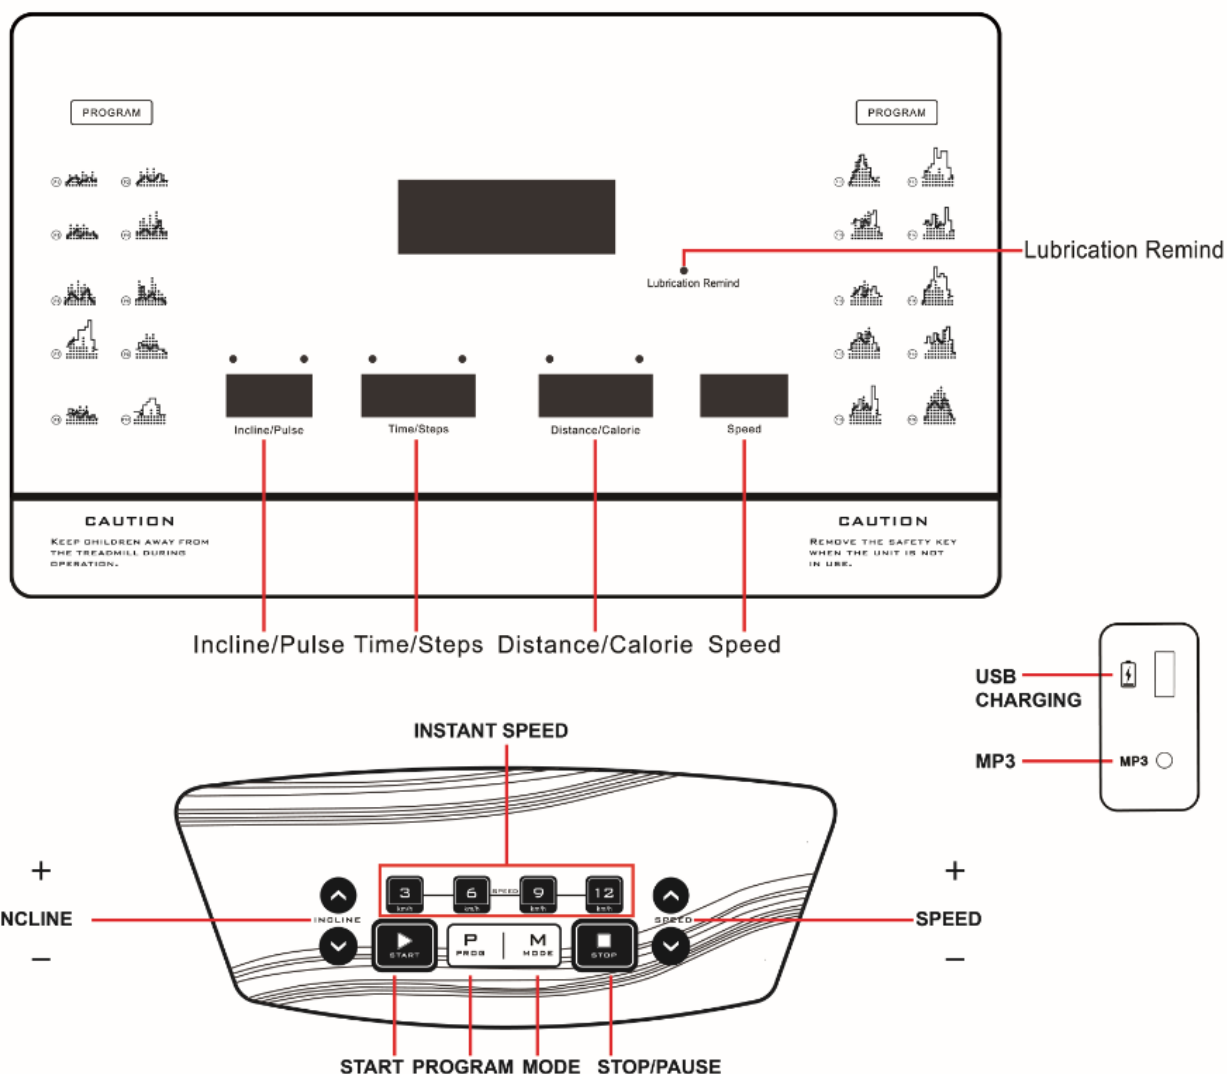 PROGRAM
PROGRAM
Lubrication Remind
Lubrication Remind
Incline/Pulse
Time/Steps
Distance/Calorie
Speed
CAUTION
KEEP CHILDREN AWAY FROM
THE TREADMILL DURING
OPERATION.
CAUTION
REMOVE THE SAFETY KEY
WHEN THE UNIT IS NOT
IN USE.
Incline/Pulse Time/Steps Distance/Calorie Speed
USB
CHARGING
MP3
MP3
INSTANT SPEED
+
NCLINE
–
+
SPEED
–
3
km/h
6
km/h
SPEED
9
km/h
12
km/h
INCLINE
SPEED
START
P
PROG
M
MODE
STOP
START PROGRAM MODE STOP/PAUSE